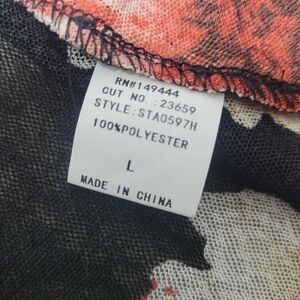 RN#149444
CUT NO.:23659
STYLE:STA0597H
100%POLYESTER
L
MADE IN CHINA